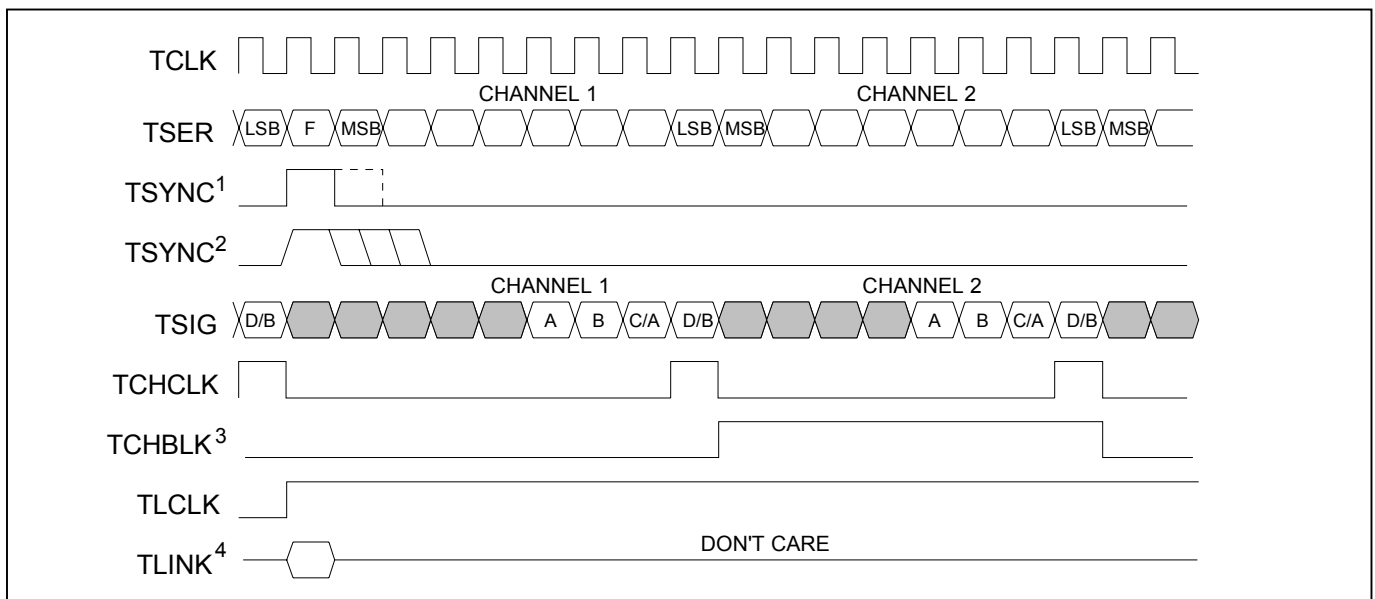 TCLK
CHANNEL 1 CHANNEL 2
TSER LSB F MSB LSB MSB LSB MSB
TSYNC¹
TSYNC²
CHANNEL 1 CHANNEL 2
TSIG D/B A B C/A D/B A B C/A D/B
TCHCLK
TCHBLK³
TLCLK
DON'T CARE
TLINK⁴